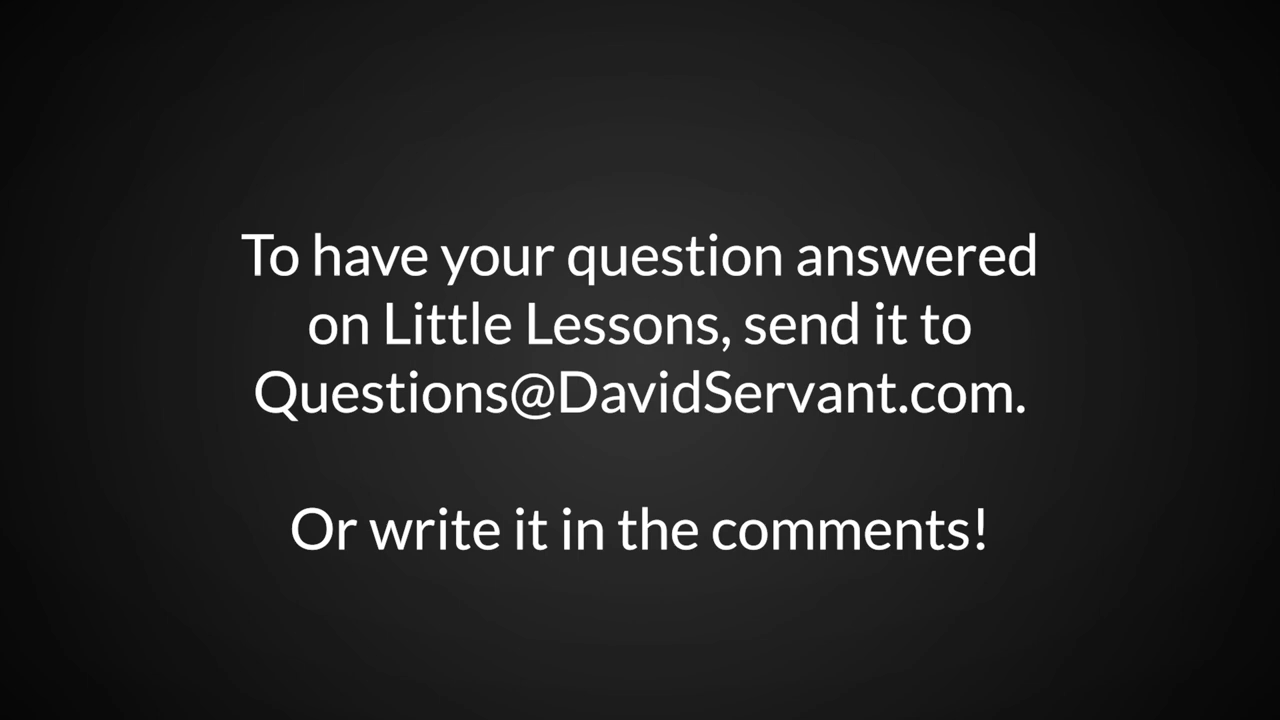 To have your question answered
on Little Lessons, send it to
Questions@DavidServant.com.
Or write it in the comments!